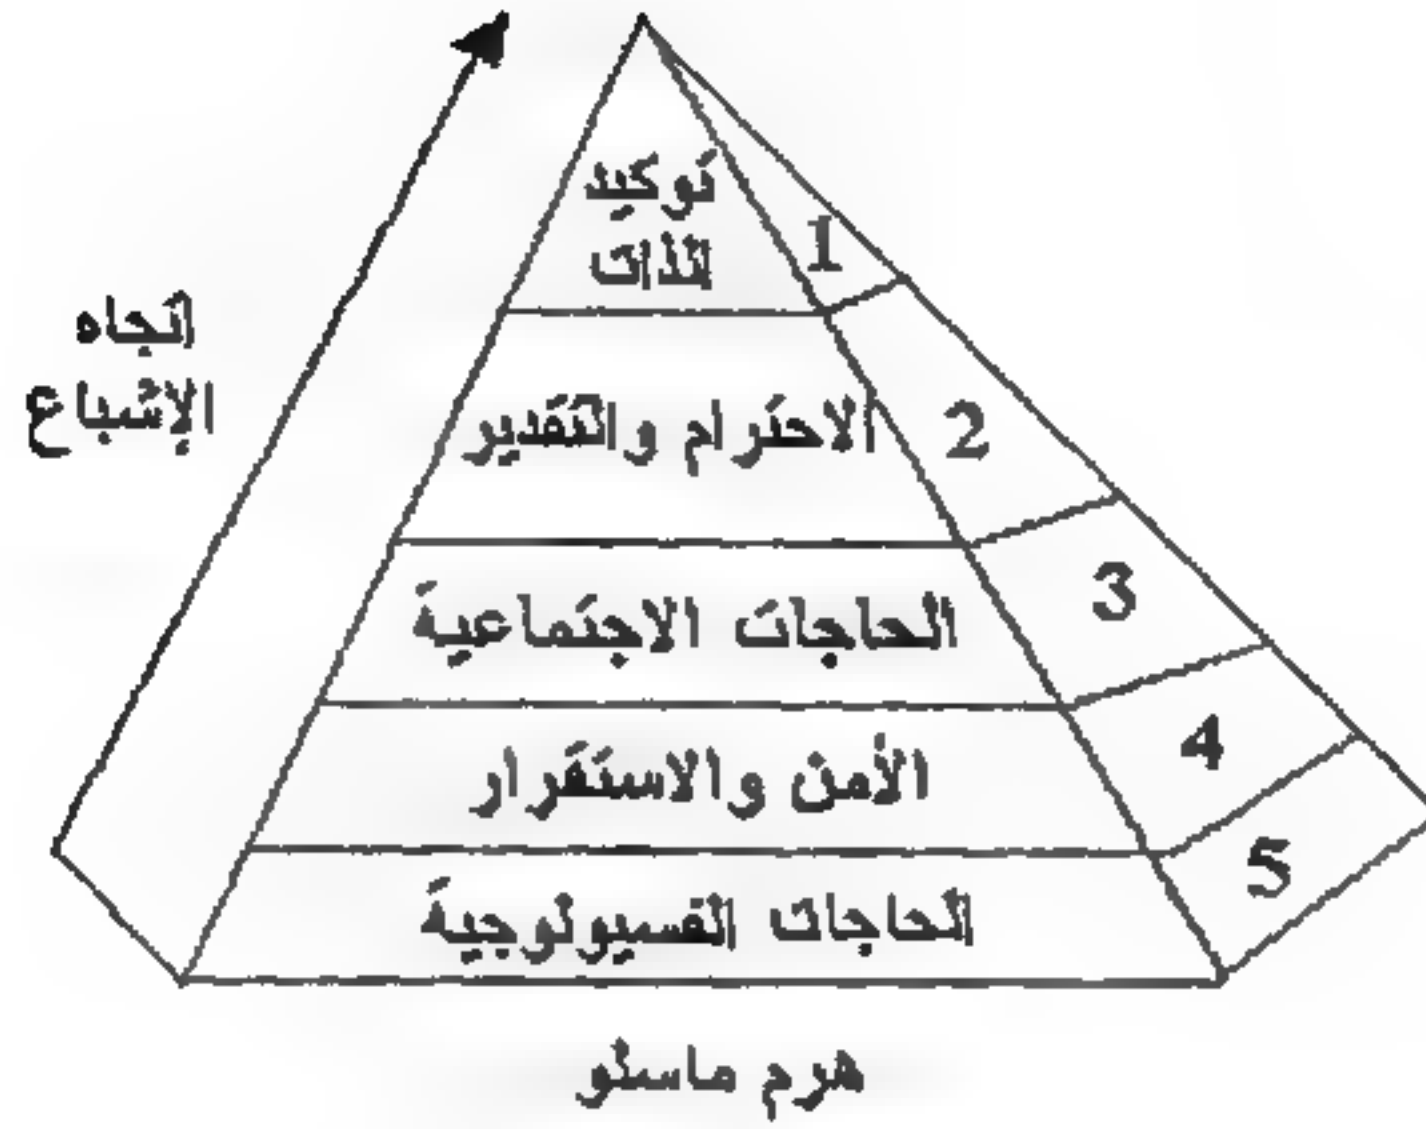 توكيد
الذات
1
الاحترام والتقدير
2
الحاجات الاجتماعية
3
الأمن والاستقرار
4
الحاجات الفسيولوجية
5
اتجاه
الإشباع
هرم ماسلو